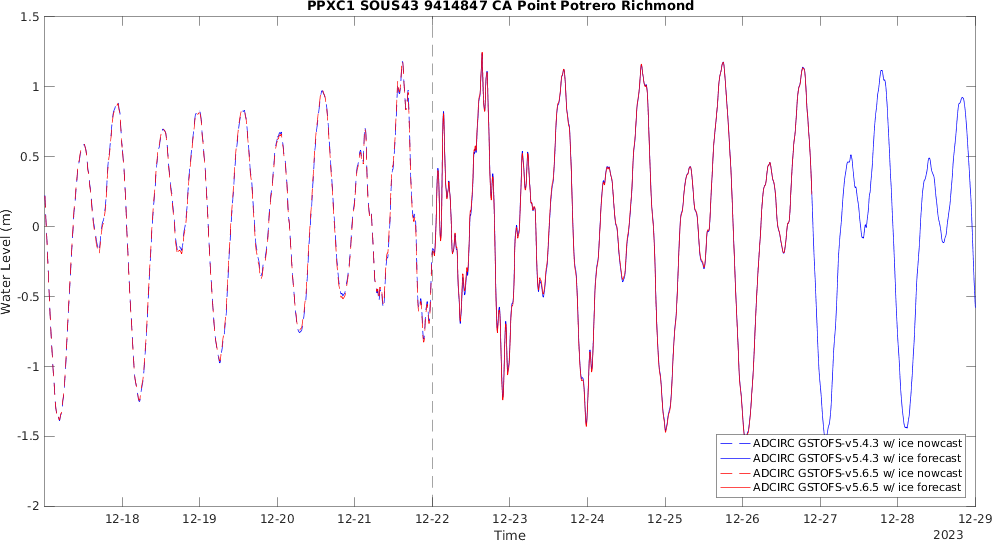 PPXC1 SOUS43 9414847 CA Point Potrero Richmond
1.5
1
0.5
0
-0.5
-1
-1.5
-2
Water Level (m)
12-18 12-19 12-20 12-21 12-22 12-23 12-24 12-25 12-26 12-27 12-28 12-29
Time
2023
ADCIRC GSTOFS-v5.4.3 w/ ice nowcast
ADCIRC GSTOFS-v5.4.3 w/ ice forecast
ADCIRC GSTOFS-v5.6.5 w/ ice nowcast
ADCIRC GSTOFS-v5.6.5 w/ ice forecast